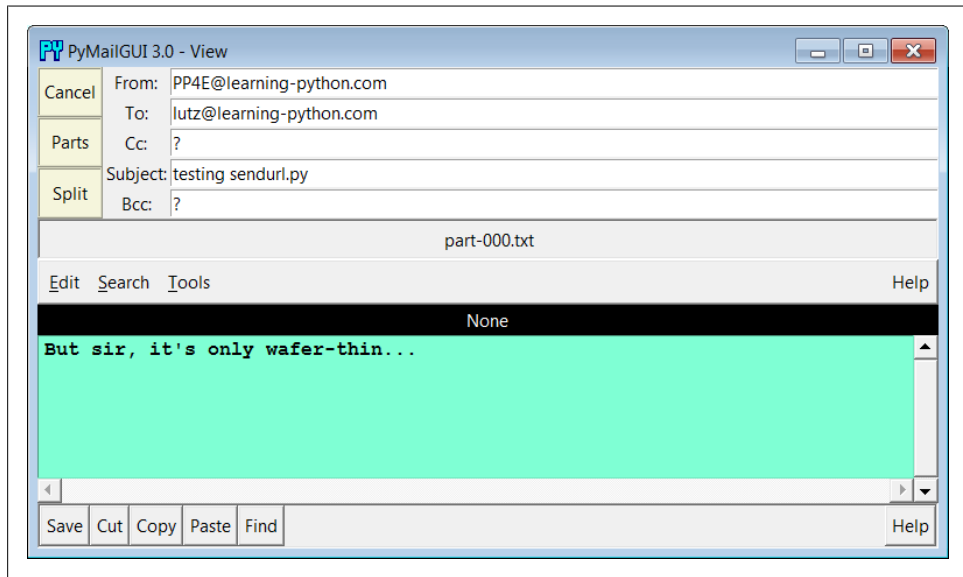 PY PyMailGUI 3.0 - View
Cancel
From: PP4E@learning-python.com
To: lutz@learning-python.com
Parts
Cc: ?
Subject: testing sendurl.py
Split
Bcc: ?
part-000.txt
Edit Search Tools Help
None
But sir, it's only wafer-thin...
Save Cut Copy Paste Find Help